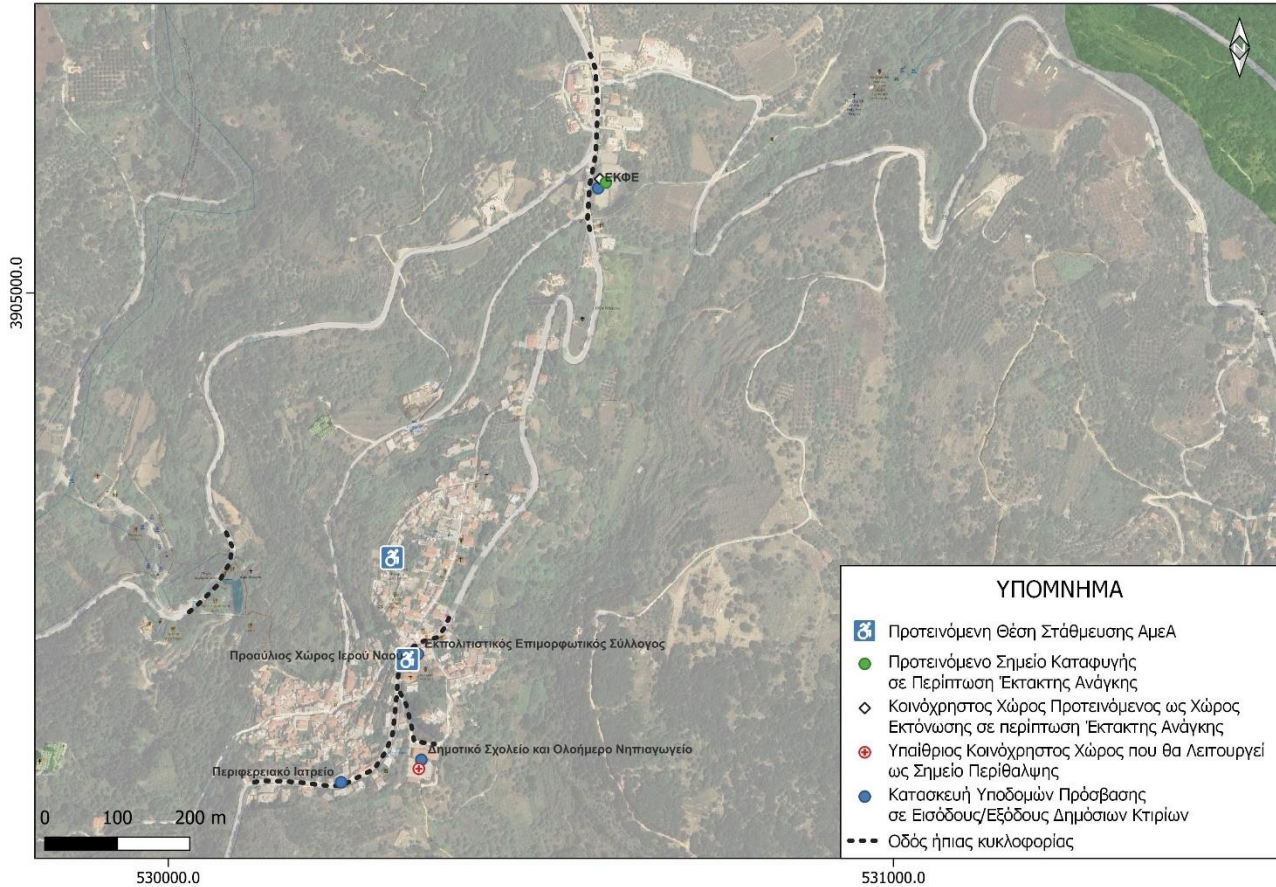 N
ΕΚΦΕ
3905000.0
Εκπολιτιστικός Επιμορφωτικός Σύλλογος
Προαύλιος Χώρος Ιερού Ναού
Δημοτικό Σχολείο και Ολοήμερο Νηπιαγωγείο
Περιφερειακό Ιατρείο
0 100 200 m
530000.0
531000.0
ΥΠΟΜΝΗΜΑ
Προτεινόμενη Θέση Στάθμευσης ΑμεΑ
Προτεινόμενο Σημείο Καταφυγής
σε Περίπτωση Έκτακτης Ανάγκης
Κοινόχρηστος Χώρος Προτεινόμενος ως Χώρος
Εκτόνωσης σε περίπτωση Έκτακτης Ανάγκης
Υπαίθριος Κοινόχρηστος Χώρος που θα Λειτουργεί
ως Σημείο Περίθαλψης
Κατασκευή Υποδομών Πρόσβασης
σε Εισόδους/Εξόδους Δημόσιων Κτιρίων
Οδός ήπιας κυκλοφορίας